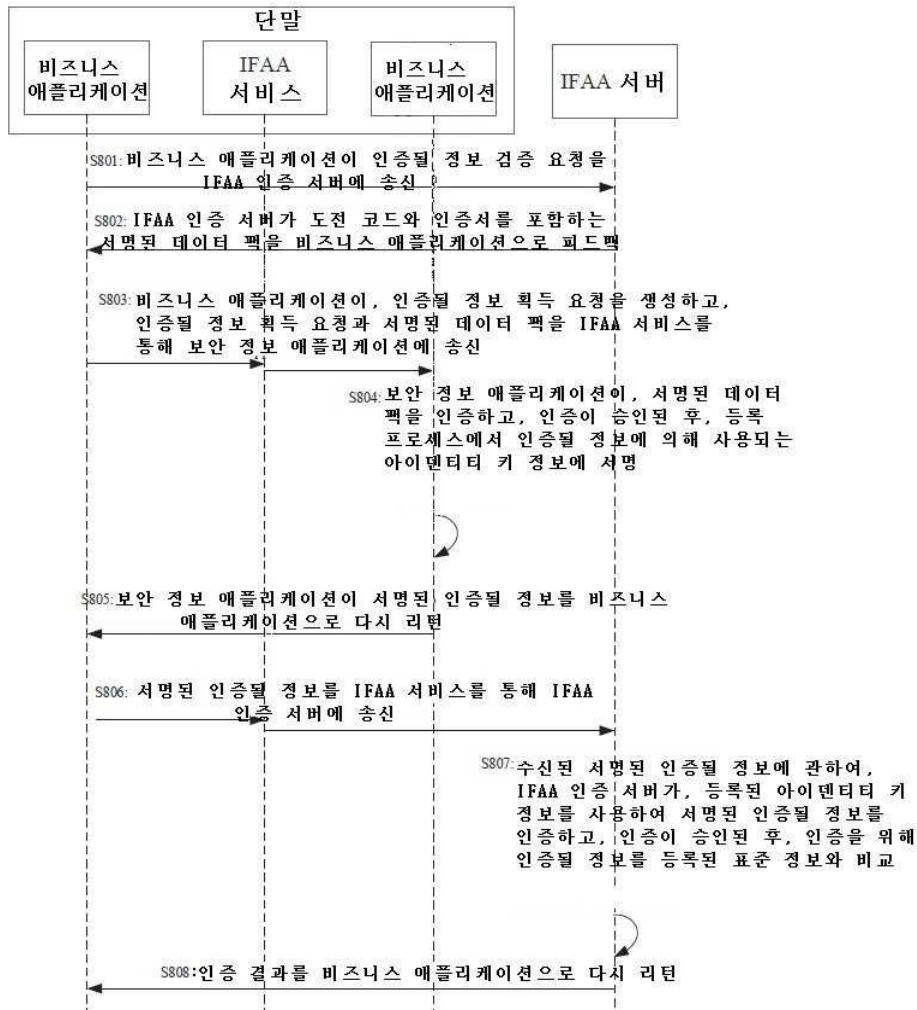 단말
비즈니스
애플리케이션
IFAA
서비스
비즈니스
애플리케이션
IFAA 서버
S801: 비즈니스 애플리케이션이 인증될 정보 검증 요청을
IFAA 인증 서버에 송신
S802: IFAA 인증 서버가 도전 코드와 인증서를 포함하는
서명된 데이터 팩을 비즈니스 애플리케이션으로 피드백
S803: 비즈니스 애플리케이션이, 인증될 정보 획득 요청을 생성하고,
인증될 정보 획득 요청과 서명된 데이터 팩을 IFAA 서비스를
통해 보안 정보 애플리케이션에 송신
S804: 보안 정보 애플리케이션이, 서명된 데이터
팩을 인증하고, 인증이 승인된 후, 등록
프로세스에서 인증될 정보에 의해 사용되는
아이덴티티 키 정보에 서명
S805: 보안 정보 애플리케이션이 서명된 인증될 정보를 비즈니스
애플리케이션으로 다시 리턴
S806: 서명된 인증될 정보를 IFAA 서비스를 통해 IFAA
인증 서버에 송신
S807: 수신된 서명된 인증될 정보에 관하여,
IFAA 인증 서버가, 등록된 아이덴티티 키
정보를 사용하여 서명된 인증될 정보를
인증하고, 인증이 승인된 후, 인증을 위해
인증될 정보를 등록된 표준 정보와 비교
S808:인증 결과를 비즈니스 애플리케이션으로 다시 리턴